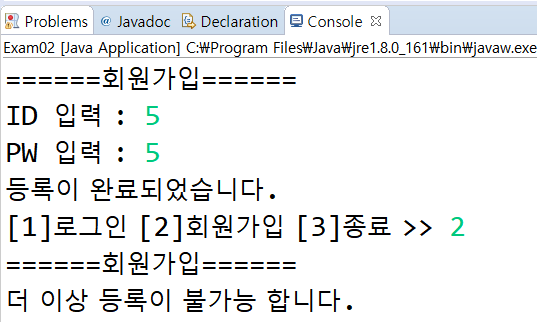 Problems @ Javadoc Declaration Console
Exam02 [Java Application] C:₩Program Files₩Java₩jre1.8.0_161₩bin₩javaw.exe
======회원가입======
ID 입력 : 5
PW 입력 : 5
등록이 완료되었습니다.
[1]로그인 [2]회원가입 [3]종료 >> 2
======회원가입======
더 이상 등록이 불가능 합니다.